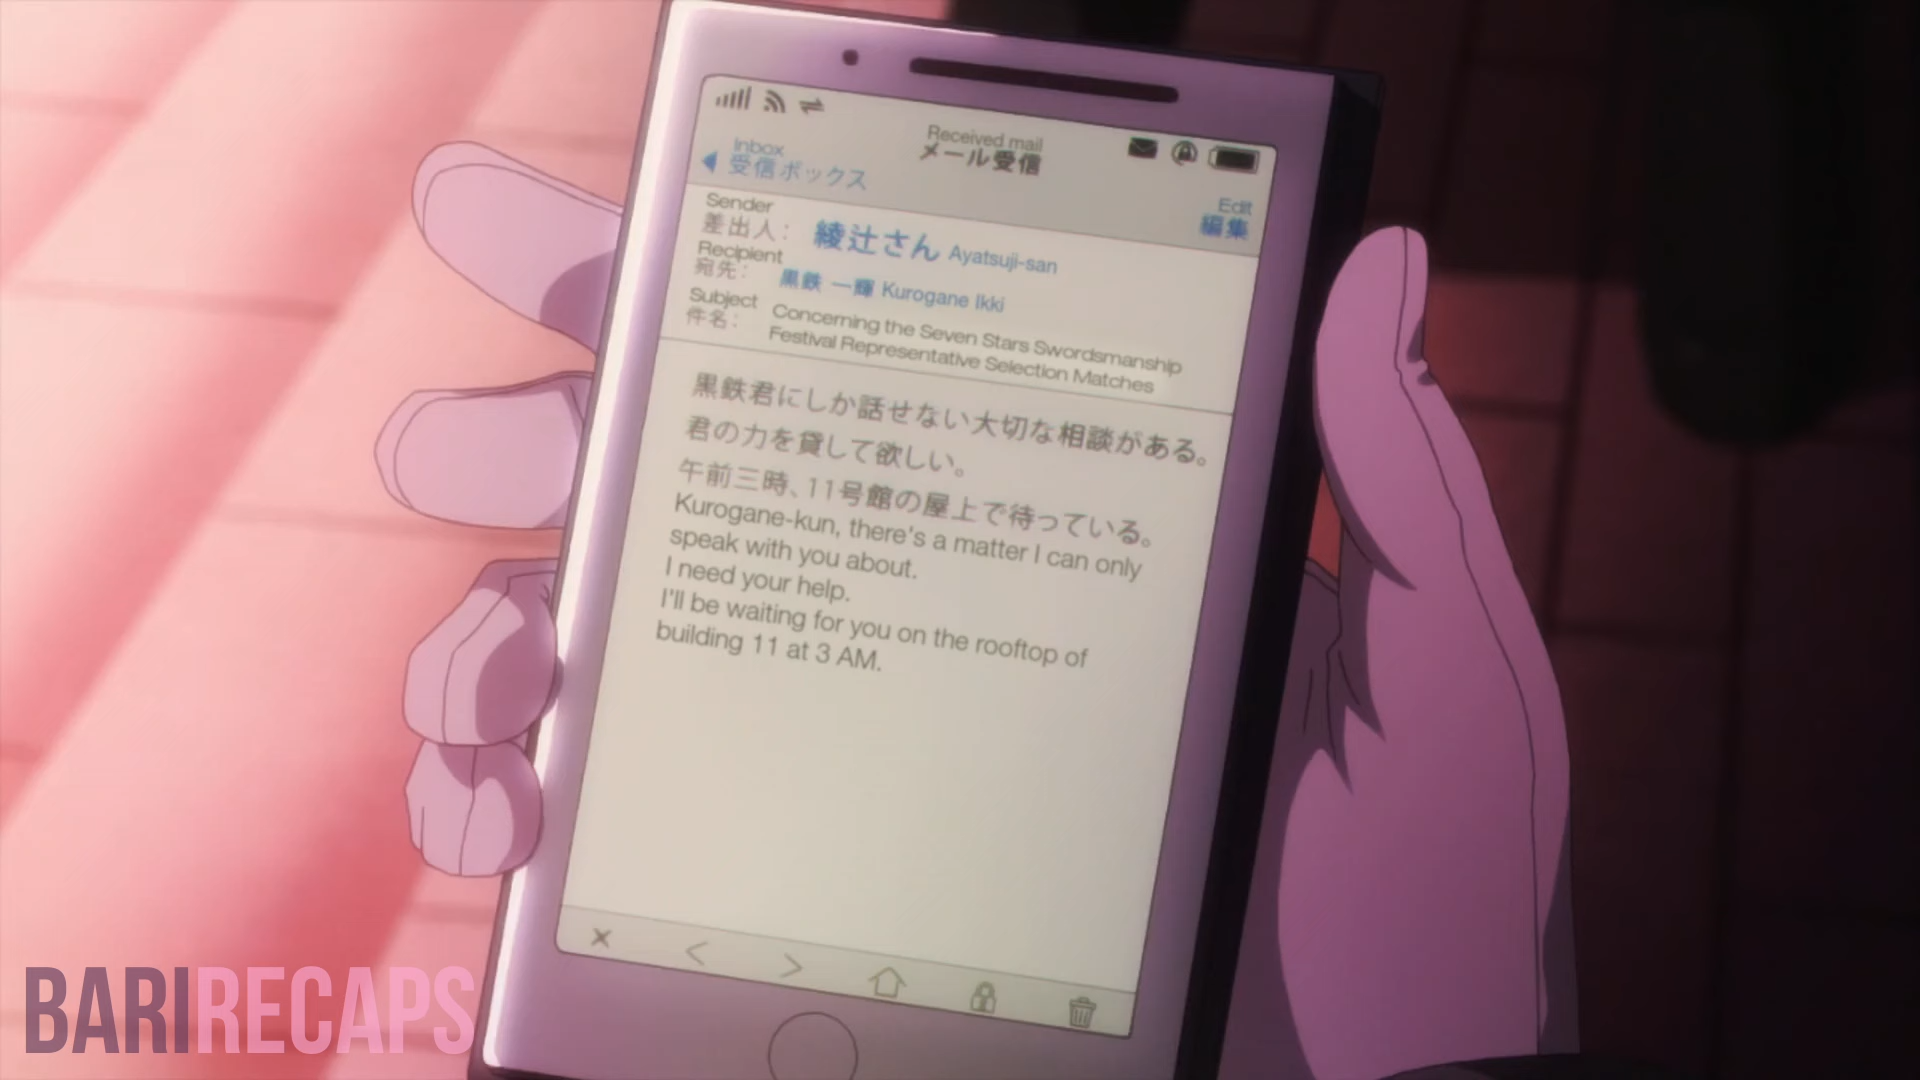 Received mail
メール受信
Inbox
受信ボックス
Edit
編集
Sender
差出人: 綾辻さん Ayatsuji-san
Recipient
宛先: 黒鉄 一輝 Kurogane Ikki
Subject
件名: Concerning the Seven Stars Swordsmanship
Festival Representative Selection Matches
黒鉄君にしか話せない大切な相談がある。
君の力を貸して欲しい。
午前三時、11号館の屋上で待っている。
Kurogane-kun, there's a matter I can only
speak with you about.
I need your help.
I'll be waiting for you on the rooftop of
building 11 at 3 AM.
BARIRECAPS